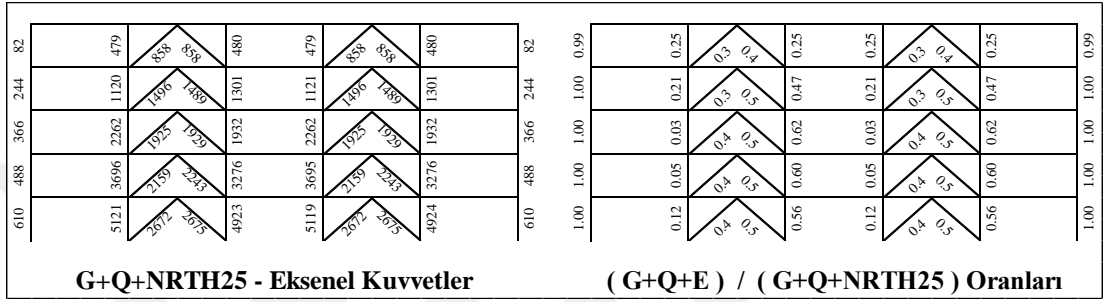 82 479 858 858 480 479 858 858 480 82
244 1120 1496 1489 1301 1121 1496 1489 1301 244
366 2262 1925 1929 1932 2262 1925 1929 1932 366
488 3696 2159 2243 3276 3695 2159 2243 3276 488
610 5121 2672 2675 4923 5119 2672 2675 4924 610
G+Q+NRTH25 - Eksenel Kuvvetler
0.99 0.25 0.3 0.4 0.25 0.25 0.3 0.4 0.25 0.99
1.00 0.21 0.3 0.5 0.47 0.21 0.3 0.5 0.47 1.00
1.00 0.03 0.4 0.5 0.62 0.03 0.4 0.5 0.62 1.00
1.00 0.05 0.4 0.5 0.60 0.05 0.4 0.5 0.60 1.00
1.00 0.12 0.4 0.5 0.56 0.12 0.4 0.5 0.56 1.00
( G+Q+E ) / ( G+Q+NRTH25 ) Oranları